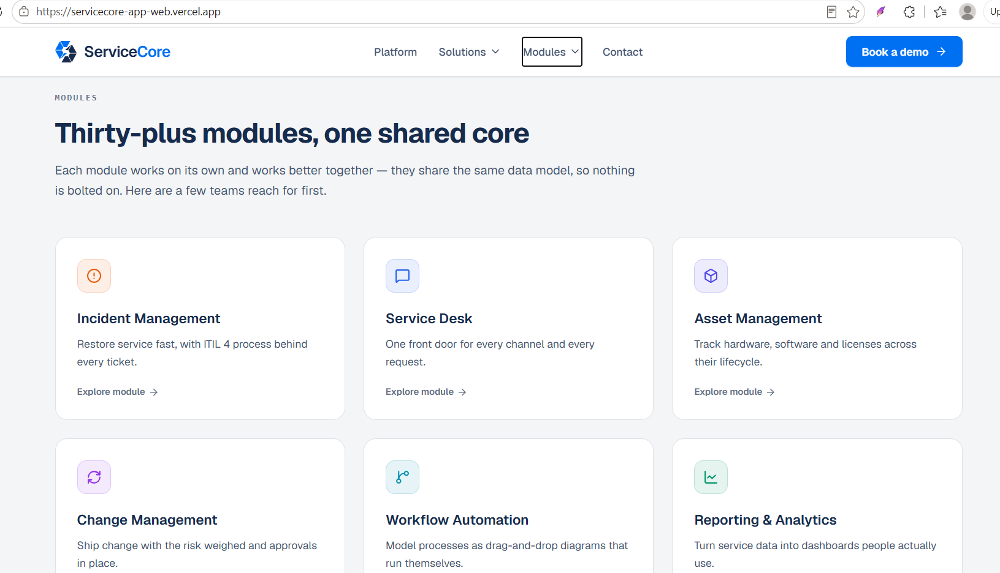 https://servicecore-app-web.vercel.app
Up
ServiceCore
Platform
Solutions
Modules
Contact
Book a demo →
MODULES
Thirty-plus modules, one shared core
Each module works on its own and works better together — they share the same data model, so nothing
is bolted on. Here are a few teams reach for first.
Incident Management
Restore service fast, with ITIL 4 process behind
every ticket.
Explore module →
Service Desk
One front door for every channel and every
request.
Explore module →
Asset Management
Track hardware, software and licenses across
their lifecycle.
Explore module →
Change Management
Ship change with the risk weighed and approvals
in place.
Workflow Automation
Model processes as drag-and-drop diagrams that
run themselves.
Reporting & Analytics
Turn service data into dashboards people actually
use.